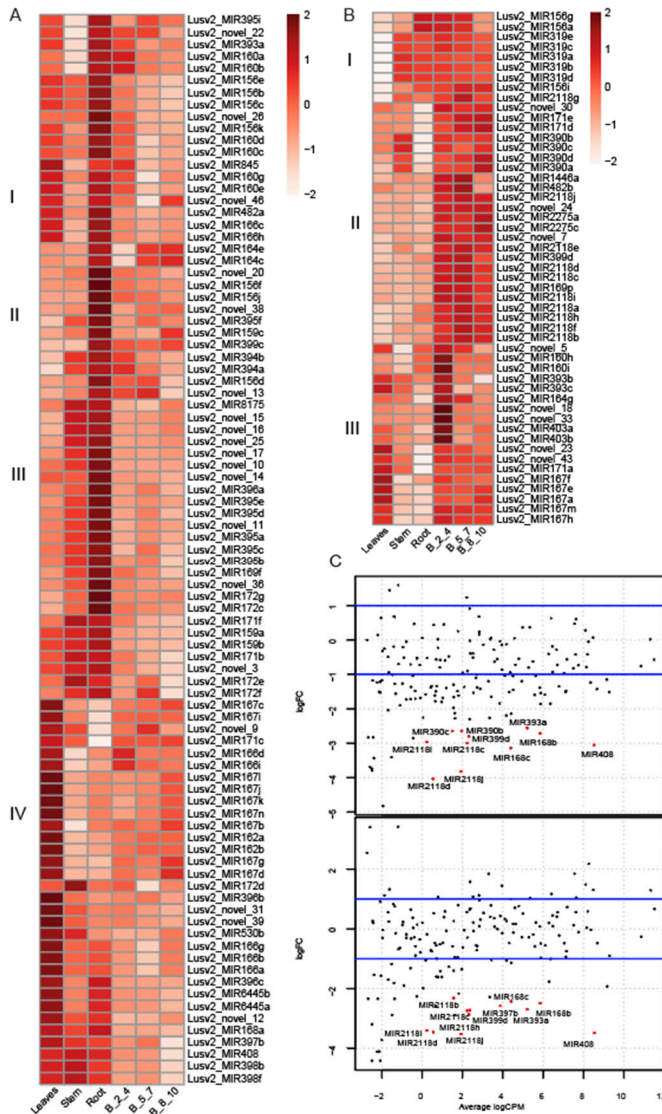 A
2
1
0
−1
−2
I
II
III
IV
Lusv2_MIR395i
Lusv2_novel_22
Lusv2_MIR393a
Lusv2_MIR160a
Lusv2_MIR160b
Lusv2_MIR156e
Lusv2_MIR156b
Lusv2_MIR156c
Lusv2_novel_26
Lusv2_MIR156k
Lusv2_MIR160d
Lusv2_MIR160c
Lusv2_MIR845
Lusv2_MIR160g
Lusv2_MIR160e
Lusv2_novel_46
Lusv2_MIR482a
Lusv2_MIR166c
Lusv2_MIR166h
Lusv2_MIR164e
Lusv2_MIR164c
Lusv2_novel_20
Lusv2_MIR156f
Lusv2_MIR156j
Lusv2_novel_38
Lusv2_MIR395f
Lusv2_MIR159c
Lusv2_MIR399c
Lusv2_MIR394b
Lusv2_MIR394a
Lusv2_MIR156d
Lusv2_novel_13
Lusv2_MIR8175
Lusv2_novel_15
Lusv2_novel_16
Lusv2_novel_25
Lusv2_novel_17
Lusv2_novel_10
Lusv2_novel_14
Lusv2_MIR396a
Lusv2_MIR395e
Lusv2_MIR395d
Lusv2_novel_11
Lusv2_MIR395a
Lusv2_MIR395c
Lusv2_MIR395b
Lusv2_MIR169f
Lusv2_novel_36
Lusv2_MIR172g
Lusv2_MIR172c
Lusv2_MIR171f
Lusv2_MIR159a
Lusv2_MIR159b
Lusv2_MIR171b
Lusv2_novel_3
Lusv2_MIR172e
Lusv2_MIR172f
Lusv2_MIR167c
Lusv2_MIR167i
Lusv2_novel_9
Lusv2_MIR171c
Lusv2_MIR166d
Lusv2_MIR166i
Lusv2_MIR167l
Lusv2_MIR167j
Lusv2_MIR167k
Lusv2_MIR167n
Lusv2_MIR167b
Lusv2_MIR162a
Lusv2_MIR162b
Lusv2_MIR167g
Lusv2_MIR167d
Lusv2_MIR172d
Lusv2_MIR396b
Lusv2_novel_31
Lusv2_novel_39
Lusv2_MIR530b
Lusv2_MIR166g
Lusv2_MIR166b
Lusv2_MIR166a
Lusv2_MIR396c
Lusv2_MIR6445b
Lusv2_MIR6445a
Lusv2_novel_12
Lusv2_MIR168a
Lusv2_MIR397b
Lusv2_MIR408
Lusv2_MIR398b
Lusv2_MIR398f
Leaves
Stem
Root
B_2_4
B_5_7
B_8_10
B
2
1
0
−1
−2
I
II
III
Lusv2_MIR156g
Lusv2_MIR156a
Lusv2_MIR319e
Lusv2_MIR319c
Lusv2_MIR319a
Lusv2_MIR319b
Lusv2_MIR319d
Lusv2_MIR156i
Lusv2_MIR2118g
Lusv2_novel_30
Lusv2_MIR171e
Lusv2_MIR171d
Lusv2_MIR390b
Lusv2_MIR390c
Lusv2_MIR390d
Lusv2_MIR390a
Lusv2_MIR1446a
Lusv2_MIR482b
Lusv2_MIR2118j
Lusv2_novel_24
Lusv2_MIR2275a
Lusv2_MIR2275c
Lusv2_novel_7
Lusv2_MIR2118e
Lusv2_MIR399d
Lusv2_MIR2118d
Lusv2_MIR2118c
Lusv2_MIR169p
Lusv2_MIR2118i
Lusv2_MIR2118a
Lusv2_MIR2118h
Lusv2_MIR2118f
Lusv2_MIR2118b
Lusv2_novel_5
Lusv2_MIR160h
Lusv2_MIR160i
Lusv2_MIR393b
Lusv2_MIR393c
Lusv2_MIR164g
Lusv2_novel_18
Lusv2_novel_33
Lusv2_MIR403a
Lusv2_MIR403b
Lusv2_novel_23
Lusv2_novel_43
Lusv2_MIR171a
Lusv2_MIR167f
Lusv2_MIR167e
Lusv2_MIR167a
Lusv2_MIR167m
Lusv2_MIR167h
Leaves
Stem
Root
B_2_4
B_5_7
B_8_10
C
1
0
−1
−2
−3
−4
−5
logFC
MIR393a
MIR390c
MIR390b
MIR399d
MIR2118i
MIR2118c
MIR168b
MIR168c
MIR408
MIR2118j
MIR2118d
2
0
−2
−4
logFC
MIR168c
MIR2118b
MIR2118c
MIR397b
MIR168b
MIR399d
MIR393a
MIR2118i
MIR2118h
MIR2118d
MIR2118j
MIR408
−2
0
2
4
6
8
10
12
Average logCPM